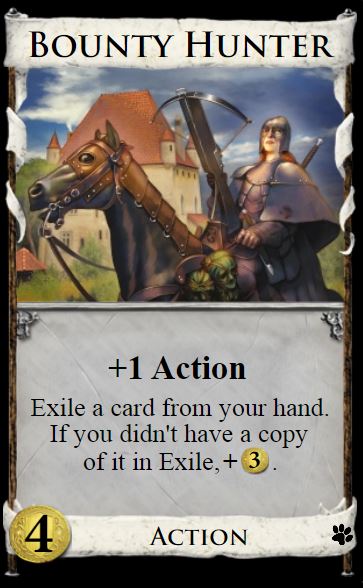 BOUNTY HUNTER
+1 Action
Exile a card from your hand.
If you didn't have a copy
of it in Exile, + 3 .
4
ACTION